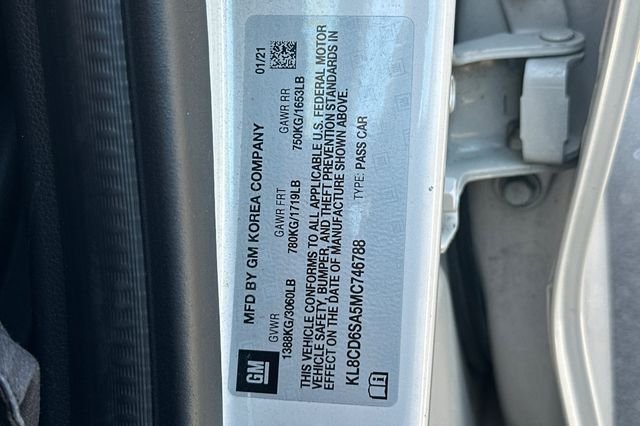 MFD BY GM KOREA COMPANY 01/21
GVWR GAWR FRT GAWR RR
1388KG/3060LB 780KG/1719LB 750KG/1653LB
THIS VEHICLE CONFORMS TO ALL APPLICABLE U.S. FEDERAL MOTOR
VEHICLE SAFETY, BUMPER, AND THEFT PREVENTION STANDARDS IN
EFFECT ON THE DATE OF MANUFACTURE SHOWN ABOVE.
KL8CD6SA5MC746788 TYPE: PASS CAR
GM